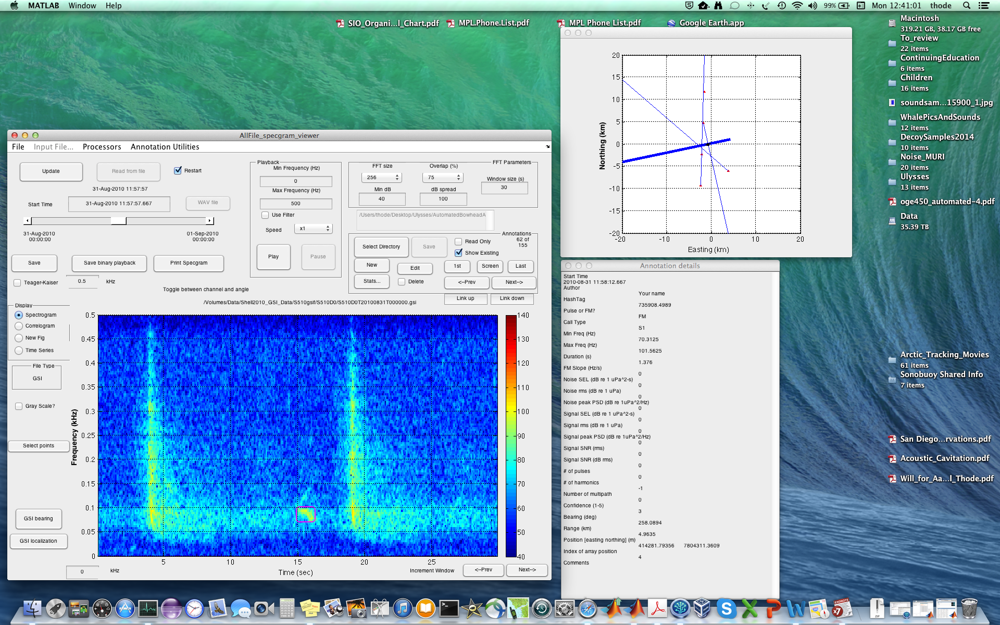 MATLAB Window Help
99% Mon 12:41:01 thode
SIO_Organi...l_Chart.pdf
MPL.Phone.List.pdf
MPL Phone List.pdf
Google Earth.app
Macintosh
319.21 GB, 38.17 GB free
To_review
22 items
ContinuingEducation
6 items
Children
16 items
soundsam...15900_1.jpg
WhalePicsAndSounds
12 items
DecoySamples2014
10 items
Noise_MURI
20 items
Ulysses
13 items
oge450_automated-4.pdf
Data
35.39 TB
Arctic_Tracking_Movies
61 items
Sonobuoy Shared Info
7 items
San Diego...rvations.pdf
Acoustic_Cavitation.pdf
Will_for_Aa...l_Thode.pdf
20
15
10
5
0
-5
-10
-15
-20
-20 -10 0 10 20
Northing (km)
Easting (km)
AllFile_specgram_viewer
File Input File... Processors Annotation Utilities
Update
Read from file
Restart
31-Aug-2010 11:57:57
Start Time
31-Aug-2010 11:57:57.667
WAV file
31-Aug-2010
00:00:00
01-Sep-2010
00:00:00
Save
Save binary playback
Print Specgram
Teager-Kaiser
0.5
kHz
Toggle between channel and angle
Playback
Min Frequency (Hz)
0
Max Frequency (Hz)
500
Use Filter
Speed
x1
Play
Pause
FFT Parameters
FFT size
256
Overlap (%)
75
Window size (s)
30
Min dB
40
dB spread
100
/Users/thode/Desktop/Ulysses/AutomatedBowheadA
Annotations
62 of
155
Select Directory
Save
Read Only
Show Existing
New
Edit
1st
Screen
Last
Stats...
Delete
<--Prev
Next-->
Link up
Link down
/Volumes/Data/Shell2010_GSI_Data/S510gsif/S510D0/S510D0T20100831T000000.gsi
Display
Spectrogram
Correlogram
New Fig
Time Series
File Type
GSI
Gray Scale?
Select points
GSI bearing
GSI localization
0
kHz
Frequency (kHz)
0.5
0.45
0.4
0.35
0.3
0.25
0.2
0.15
0.1
0.05
0
5 10 15 20 25
Time (sec)
140
130
120
110
100
90
80
70
60
50
40
Increment Window
<--Prev
Next-->
Annotation details
Start Time
2010-08-31 11:58:12.667
Author
Your name
HashTag
735908.4989
Pulse or FM?
FM
Call Type
S1
Min Freq (Hz)
70.3125
Max Freq (Hz)
101.5625
Duration (s)
1.376
FM Slope (Hz/s)
0
Noise SEL (dB re 1 uPa^2-s)
0
Noise rms (dB re 1 uPa)
0
Noise peak PSD (dB re 1uPa^2/Hz)
0
Signal SEL (dB re 1 uPa^2-s)
0
Signal rms (dB re 1 uPa)
0
Signal peak PSD (dB re 1uPa^2/Hz)
0
Signal SNR (rms)
0
Signal SNR (dB rms)
0
# of pulses
0
# of harmonics
-1
Number of multipath
0
Confidence (1-5)
3
Bearing (deg)
258.0894
Range (km)
4.9635
Position [easting northing] (m)
414281.79356 7804311.3609
Index of array position
4
Comments
ENDNOTE
X7
ZIP